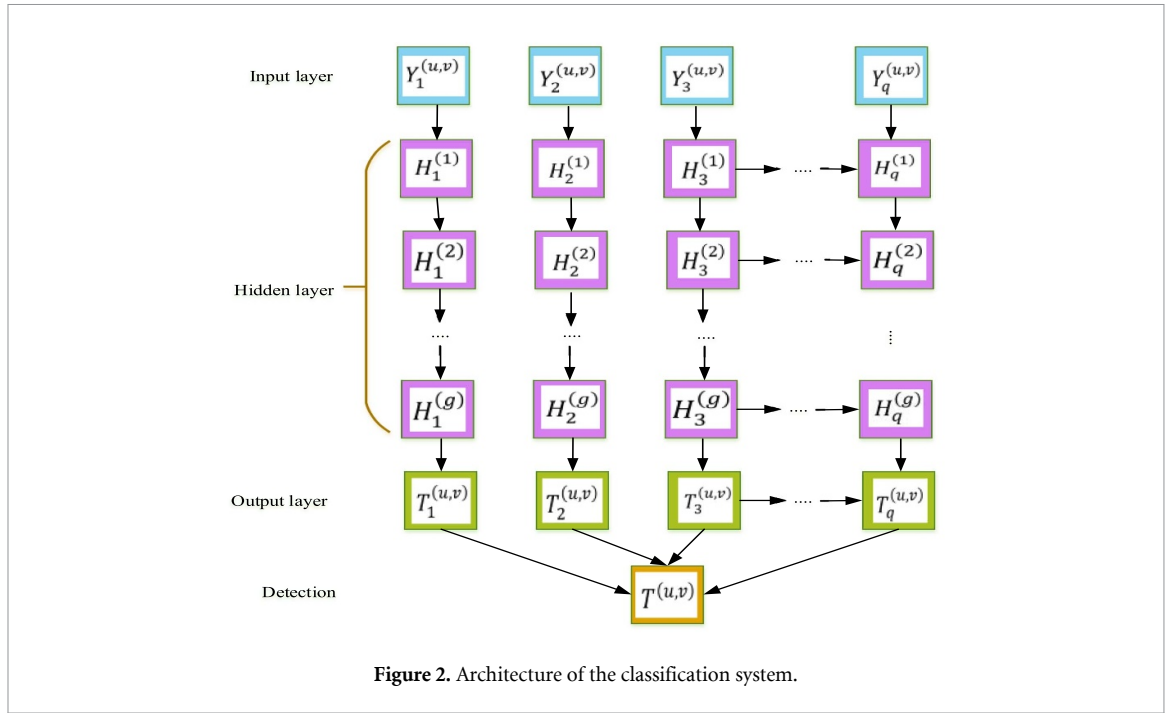 Input layer
Y_1^{(u,v)} Y_2^{(u,v)} Y_3^{(u,v)} Y_q^{(u,v)}
H_1^{(1)} H_2^{(1)} H_3^{(1)} .... H_q^{(1)}
H_1^{(2)} H_2^{(2)} H_3^{(2)} .... H_q^{(2)}
Hidden layer
.... .... .... ....
H_1^{(g)} H_2^{(g)} H_3^{(g)} .... H_q^{(g)}
Output layer
T_1^{(u,v)} T_2^{(u,v)} T_3^{(u,v)} .... T_q^{(u,v)}
Detection
T^{(u,v)}
Figure 2. Architecture of the classification system.